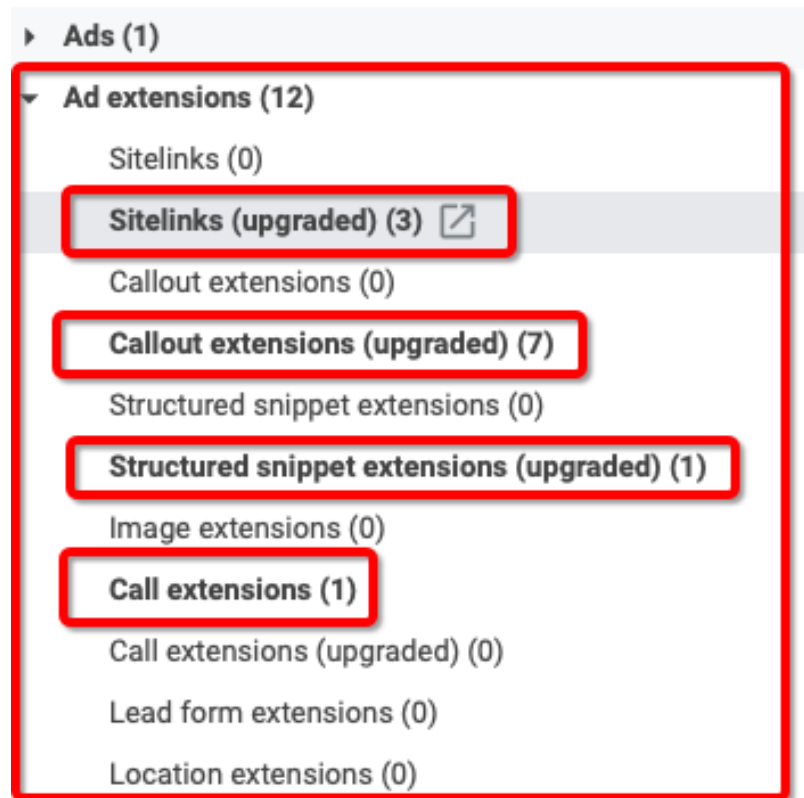 Ads (1)
Ad extensions (12)
Sitelinks (0)
Sitelinks (upgraded) (3)
Callout extensions (0)
Callout extensions (upgraded) (7)
Structured snippet extensions (0)
Structured snippet extensions (upgraded) (1)
Image extensions (0)
Call extensions (1)
Call extensions (upgraded) (0)
Lead form extensions (0)
Location extensions (0)